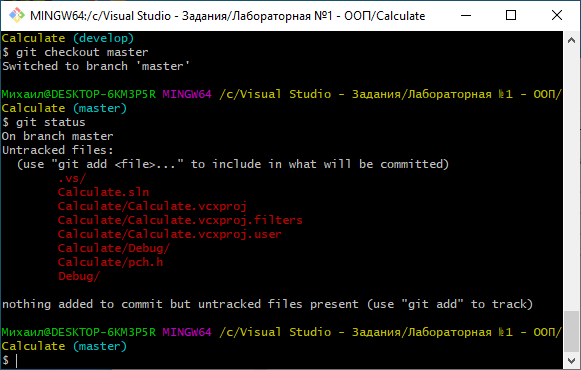 MINGW64:/c/Visual Studio - Задания/Лабораторная №1 - ООП/Calculate
Calculate (develop)
$ git checkout master
Switched to branch 'master'
Михаил@DESKTOP-6KM3P5R MINGW64 /c/Visual Studio - Задания/Лабораторная №1 - ООП/
Calculate (master)
$ git status
On branch master
Untracked files:
(use "git add <file>..." to include in what will be committed)
.vs/
Calculate.sln
Calculate/Calculate.vcxproj
Calculate/Calculate.vcxproj.filters
Calculate/Calculate.vcxproj.user
Calculate/Debug/
Calculate/pch.h
Debug/
nothing added to commit but untracked files present (use "git add" to track)
Михаил@DESKTOP-6KM3P5R MINGW64 /c/Visual Studio - Задания/Лабораторная №1 - ООП/
Calculate (master)
$